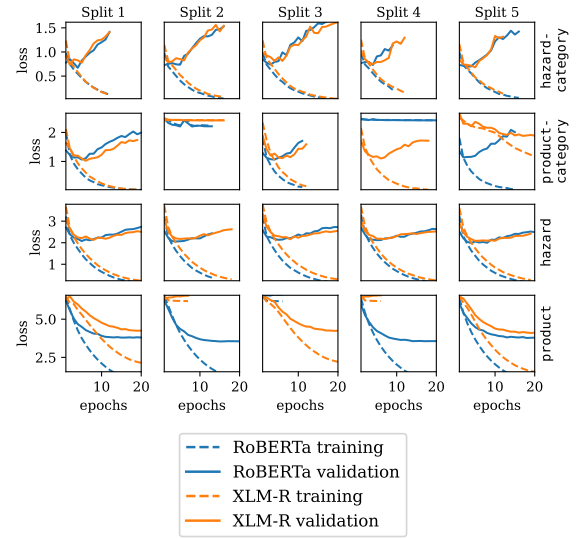 Split 1 Split 2 Split 3 Split 4 Split 5
1.5
1.0
0.5
loss
hazard-
category
2
1
loss
product-
category
3
2
1
loss
hazard
5.0
2.5
loss
product
10 20 10 20 10 20 10 20 10 20
epochs epochs epochs epochs epochs
RoBERTa training
RoBERTa validation
XLM-R training
XLM-R validation